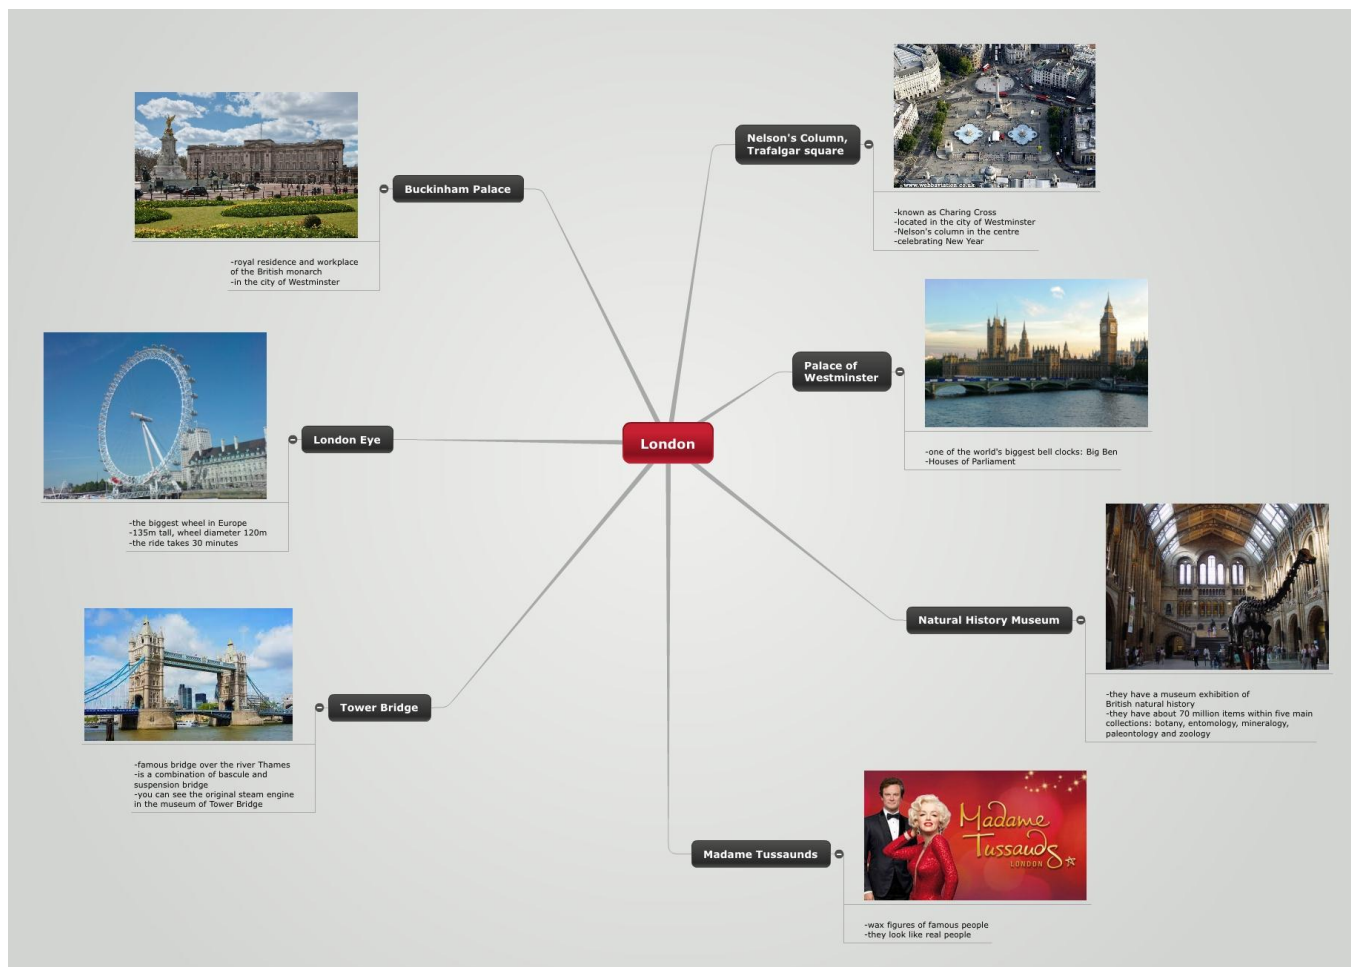 Buckinham Palace
-royal residence and workplace
of the British monarch
-in the city of Westminster
London Eye
-the biggest wheel in Europe
-135m tall, wheel diameter 120m
-the ride takes 30 minutes
Tower Bridge
-famous bridge over the river Thames
-is a combination of bascule and
suspension bridge
-you can see the original steam engine
in the museum of Tower Bridge
London
Nelson's Column,
Trafalgar square
www.webbaviation.co.uk
-known as Charing Cross
-located in the city of Westminster
-Nelson's column in the centre
-celebrating New Year
Palace of
Westminster
-one of the world's biggest bell clocks: Big Ben
-Houses of Parliament
Natural History Museum
-they have a museum exhibition of
British natural history
-they have about 70 million items within five main
collections: botany, entomology, mineralogy,
paleontology and zoology
Madame Tussaunds
Madame
Tussauds
LONDON
-wax figures of famous people
-they look like real people